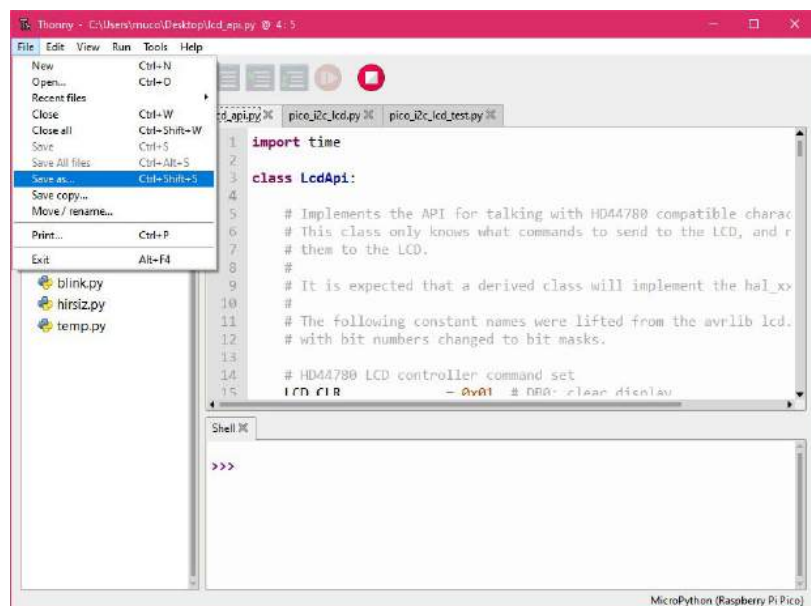 Thonny - C:\Users\muco\Desktop\lcd_api.py @ 4 : 5
File Edit View Run Tools Help
New Ctrl+N
Open... Ctrl+O
Recent files
Close Ctrl+W
Close all Ctrl+Shift+W
Save Ctrl+S
Save All files Ctrl+Alt+S
Save as... Ctrl+Shift+S
Save copy...
Move / rename...
Print... Ctrl+P
Exit Alt+F4
blink.py
hirsiz.py
temp.py
cd_api.py pico_i2c_lcd.py pico_i2c_lcd_test.py
1 import time
2
3 class LcdApi:
4
5 # Implements the API for talking with HD44780 compatible charac
6 # This class only knows what commands to send to the LCD, and r
7 # them to the LCD.
8 #
9 # It is expected that a derived class will implement the hal_xx
10 #
11 # The following constant names were lifted from the avrlib lcd.
12 # with bit numbers changed to bit masks.
13
14 # HD44780 LCD controller command set
15 LCD_CLR = 0x01 # DB0: clear display
Shell
>>>
MicroPython (Raspberry Pi Pico)